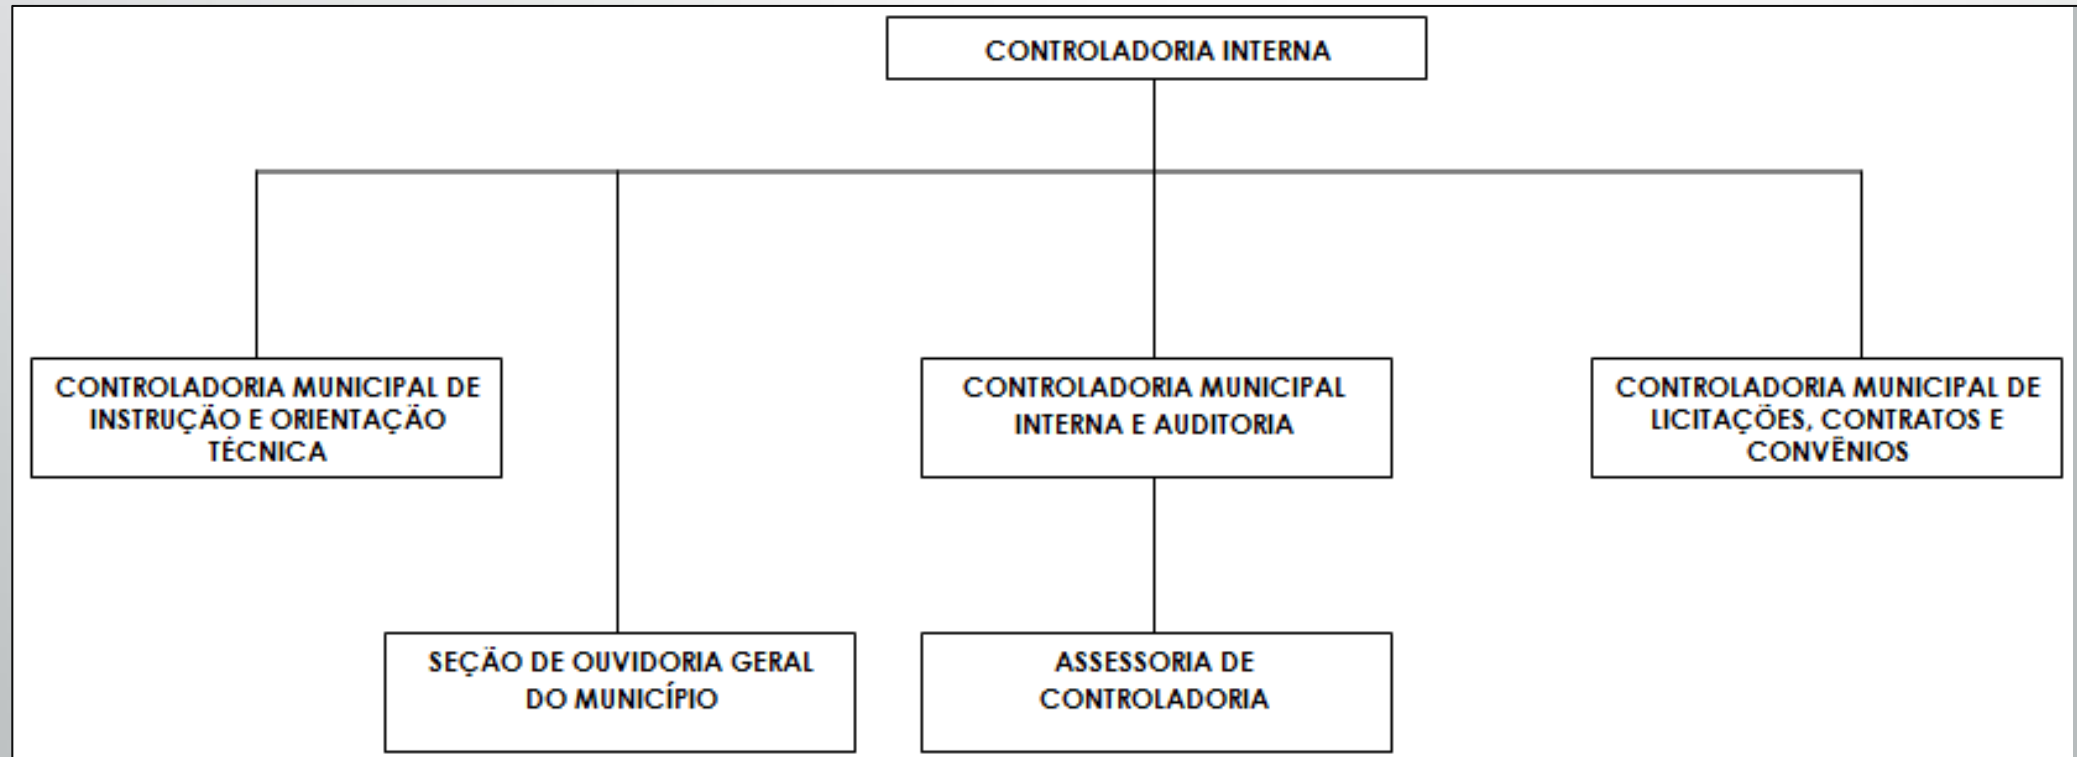 CONTROLADORIA INTERNA
CONTROLADORIA MUNICIPAL DE
INSTRUÇÃO E ORIENTAÇÃO
TÉCNICA
CONTROLADORIA MUNICIPAL
INTERNA E AUDITORIA
CONTROLADORIA MUNICIPAL DE
LICITAÇÕES, CONTRATOS E
CONVÊNIOS
SEÇÃO DE OUVIDORIA GERAL
DO MUNICÍPIO
ASSESSORIA DE
CONTROLADORIA